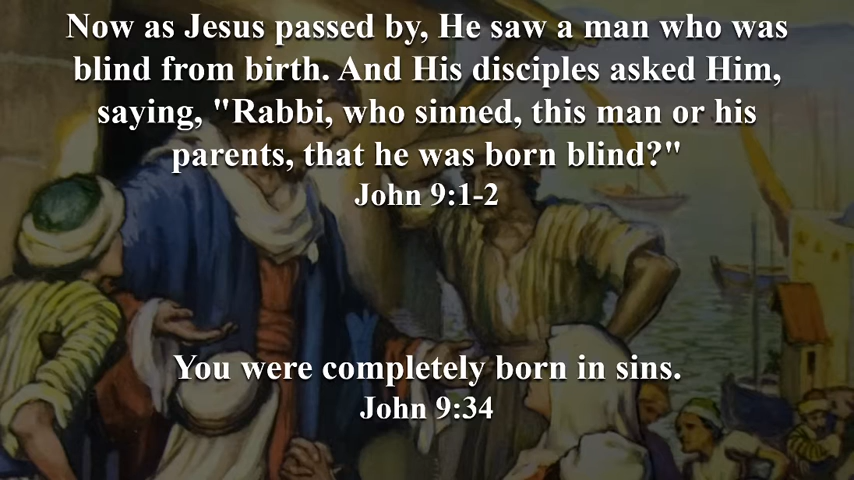 Now as Jesus passed by, He saw a man who was
blind from birth. And His disciples asked Him,
saying, "Rabbi, who sinned, this man or his
parents, that he was born blind?"
John 9:1-2
You were completely born in sins.
John 9:34